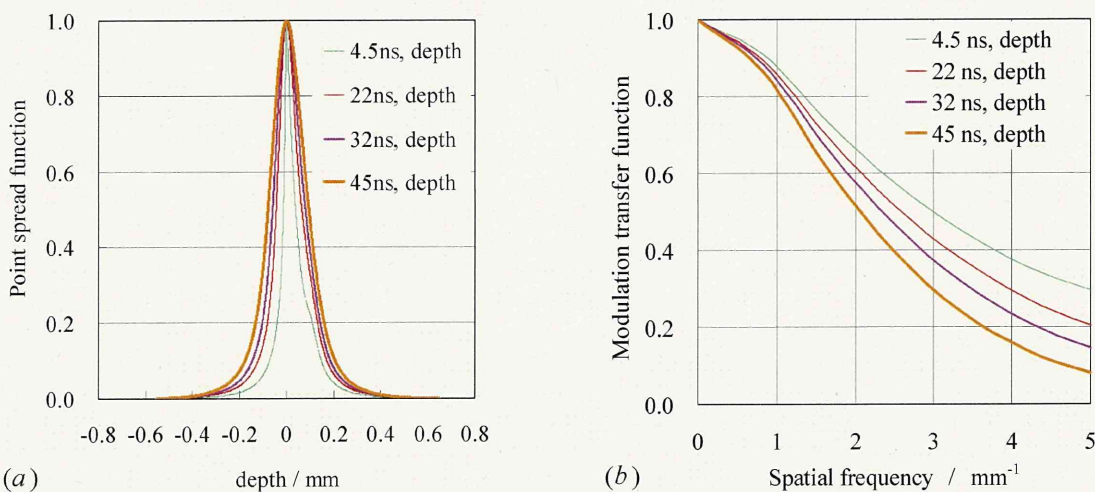 Point spread function
1.0
0.8
0.6
0.4
0.2
0.0
4.5ns, depth
22ns, depth
32ns, depth
45ns, depth
-0.8 -0.6 -0.4 -0.2 0 0.2 0.4 0.6 0.8
(a)
depth / mm
Modulation transfer function
1.0
0.8
0.6
0.4
0.2
0.0
4.5 ns, depth
22 ns, depth
32 ns, depth
45 ns, depth
0 1 2 3 4 5
(b)
Spatial frequency / mm-1